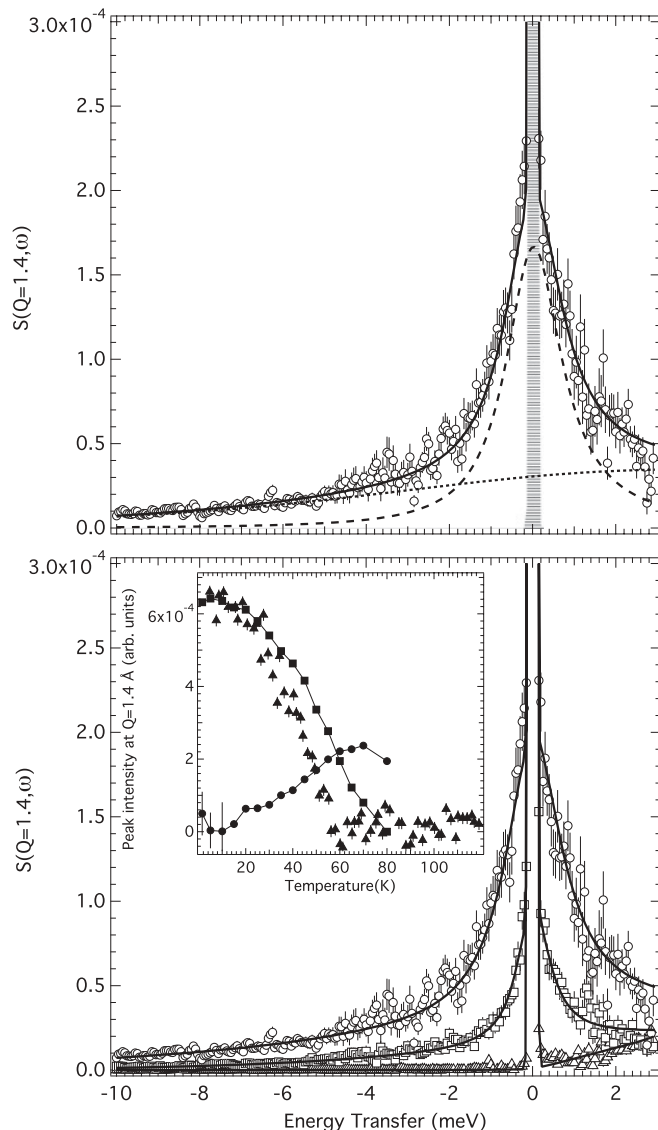 3.0x10-4
2.5
2.0
1.5
1.0
0.5
0.0
S(Q=1.4,ω)
3.0x10-4
2.5
2.0
1.5
1.0
0.5
0.0
S(Q=1.4,ω)
6x10-4
4
2
0
Peak intensity at Q=1.4 Å (arb. units)
20 40 60 80 100
Temperature(K)
-10 -8 -6 -4 -2 0 2
Energy Transfer (meV)